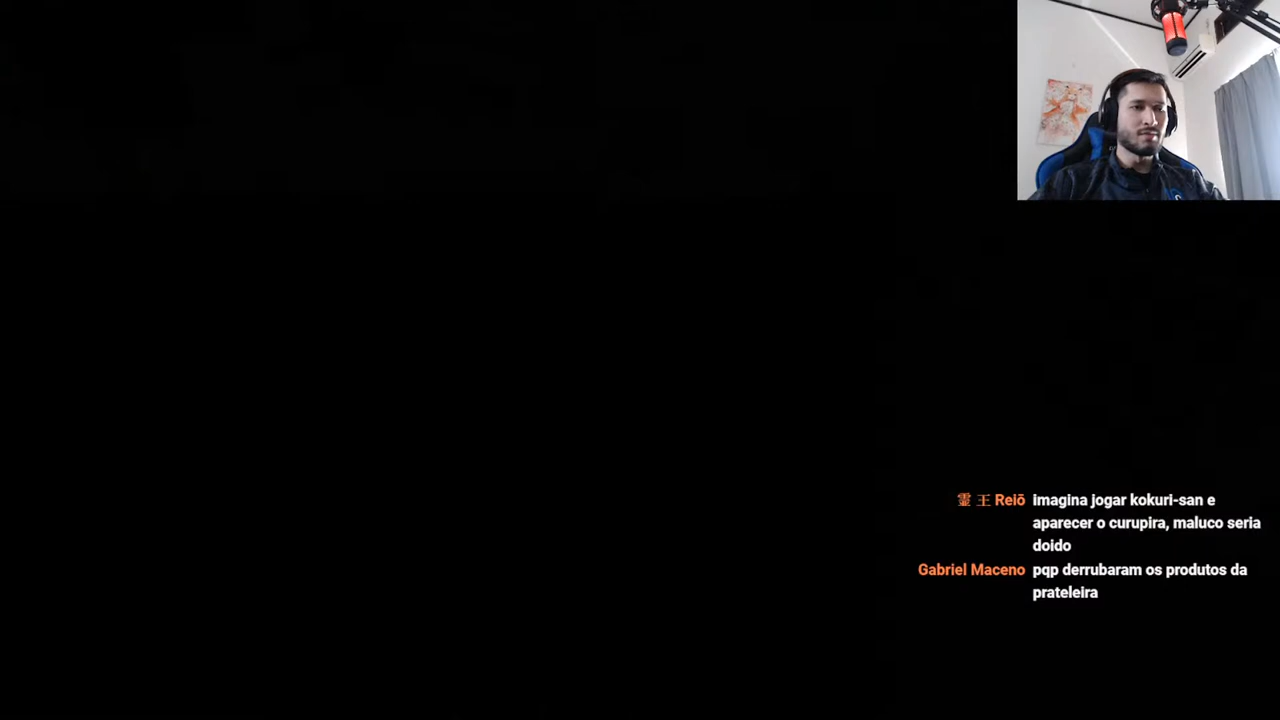 靈 王 Reiō imagina jogar kokuri-san e
aparecer o curupira, maluco seria
doido
Gabriel Maceno pqp derrubaram os produtos da
prateleira